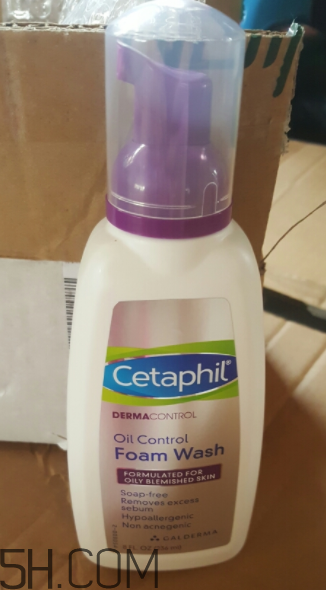 Cetaphil®
DERMACONTROL
Oil Control
Foam Wash
FORMULATED FOR
OILY BLEMISHED SKIN
Soap-free
Removes excess
sebum
Hypoallergenic
Non acnegenic
GALDERMA
5H.COM